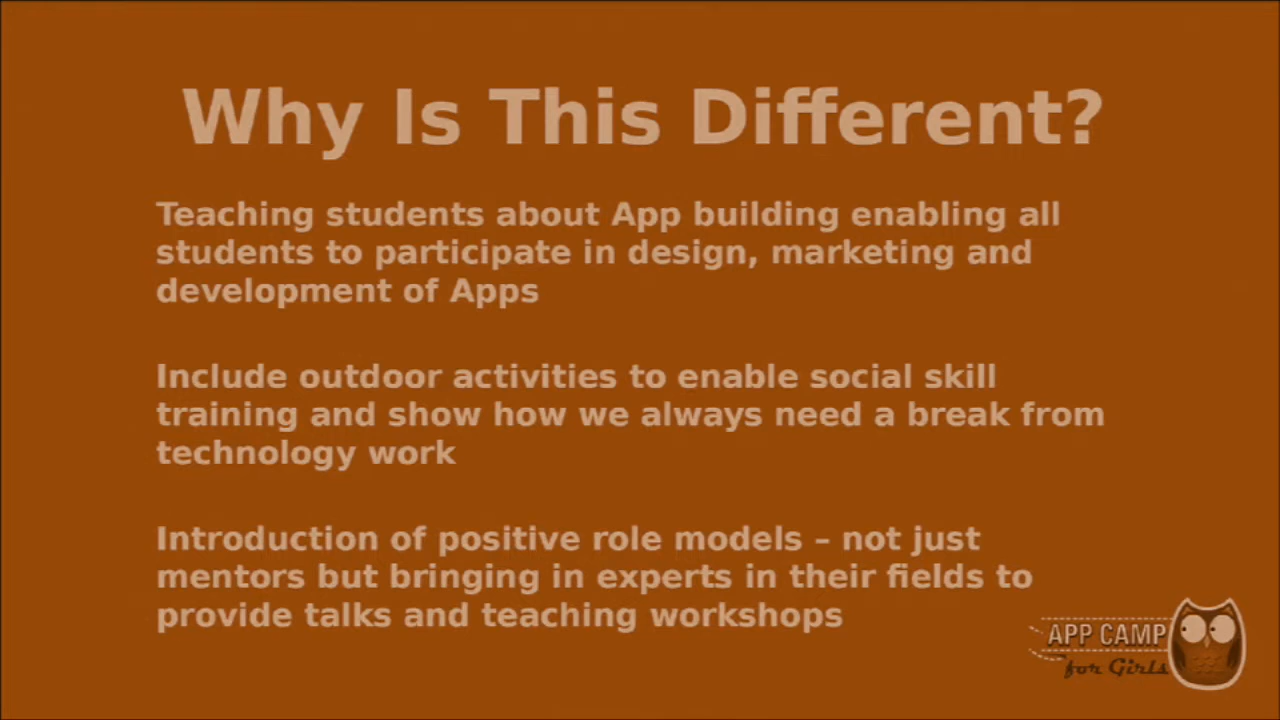 Why Is This Different?
Teaching students about App building enabling all
students to participate in design, marketing and
development of Apps
Include outdoor activities to enable social skill
training and show how we always need a break from
technology work
Introduction of positive role models – not just
mentors but bringing in experts in their fields to
provide talks and teaching workshops
APP CAMP
for Girls